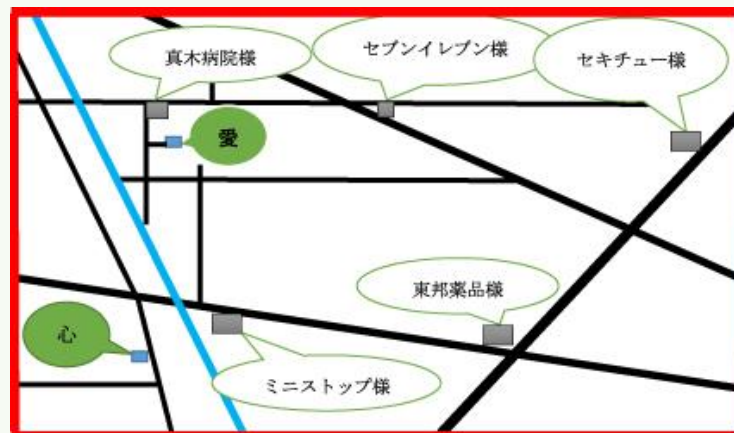 真木病院様
セブンイレブン様
セキチュー様
愛
東邦薬品様
心
ミニストップ様